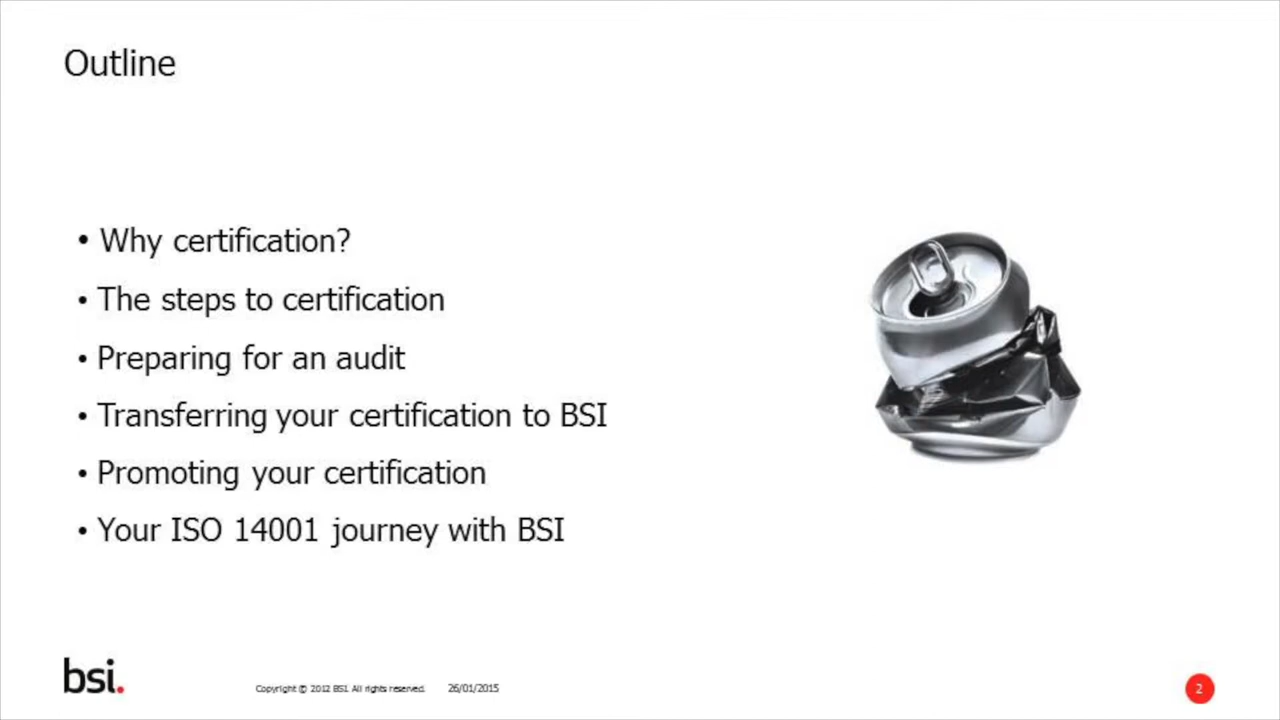 Outline
• Why certification?
• The steps to certification
• Preparing for an audit
• Transferring your certification to BSI
• Promoting your certification
• Your ISO 14001 journey with BSI
bsi.
Copyright © 2012 BSI. All rights reserved. 26/01/2015
2